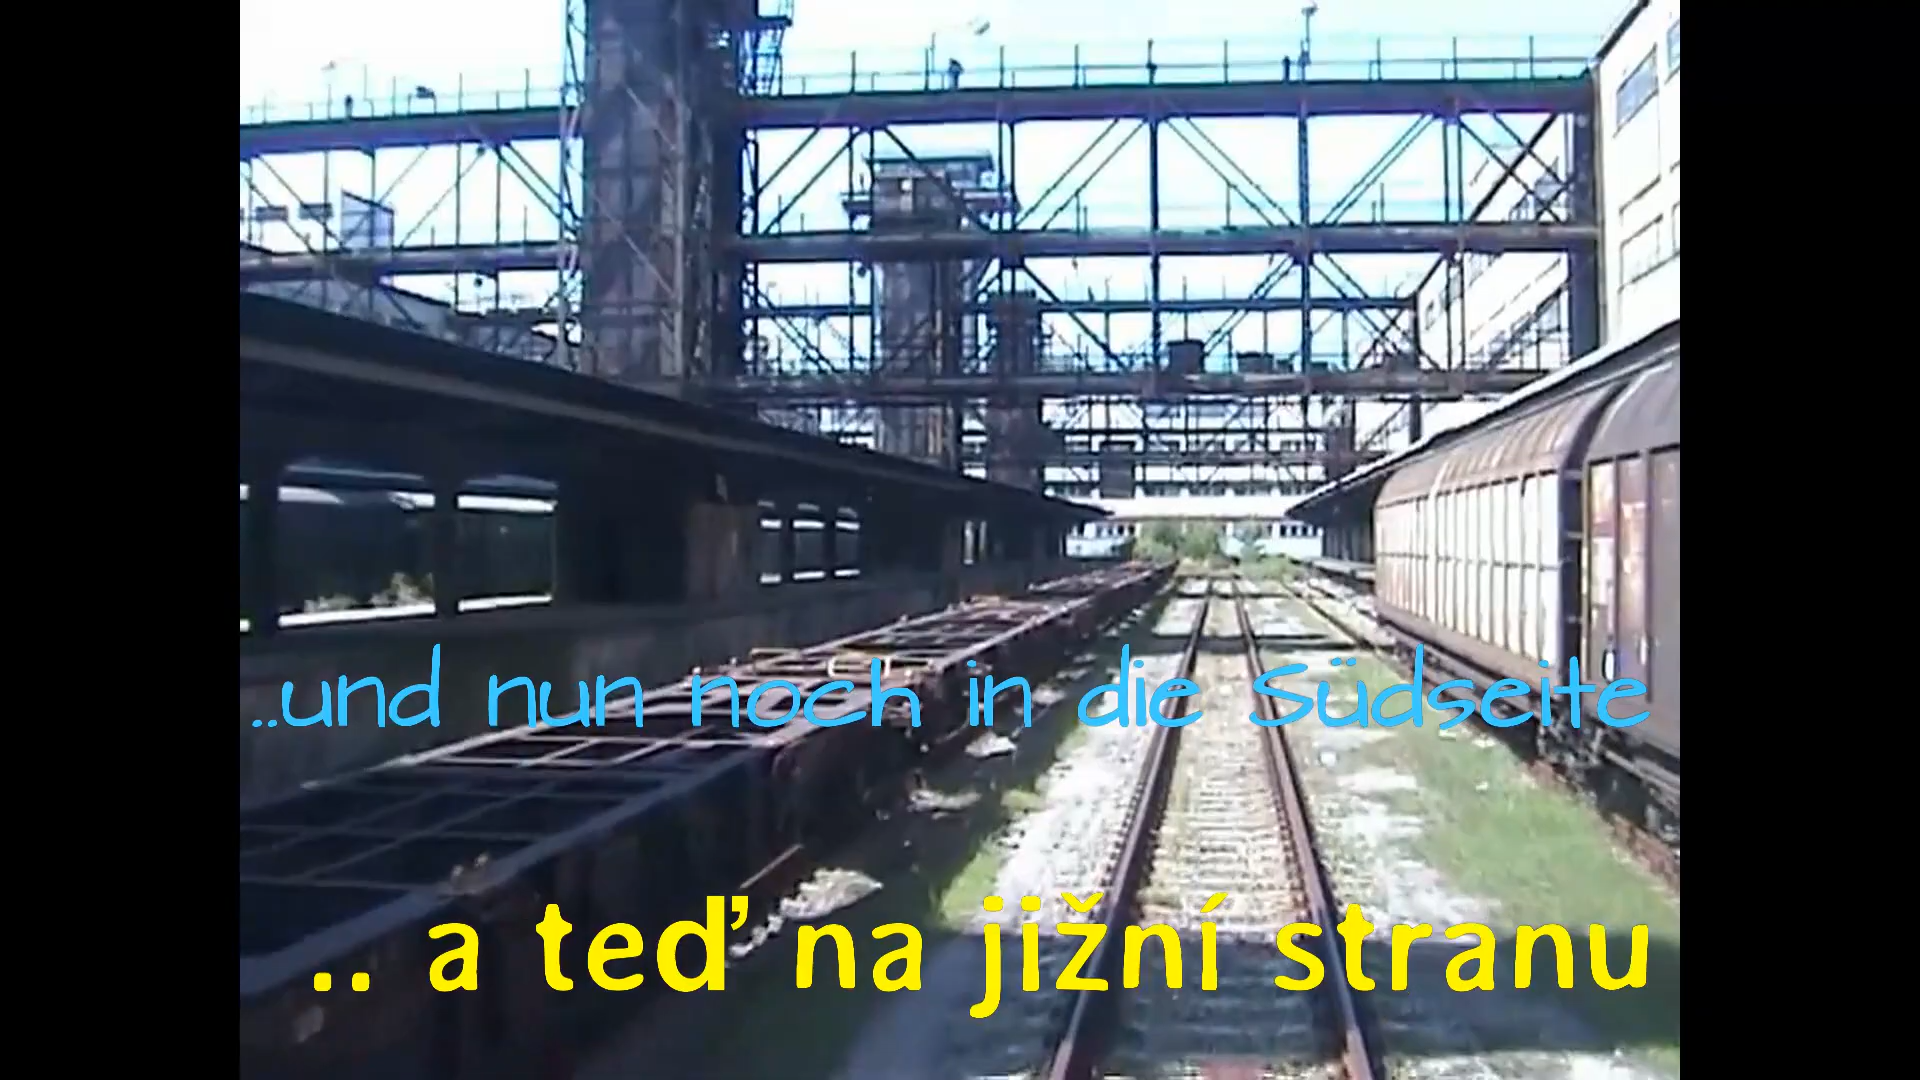 ..und nun noch in die Südseite
.. a teď na jižní stranu